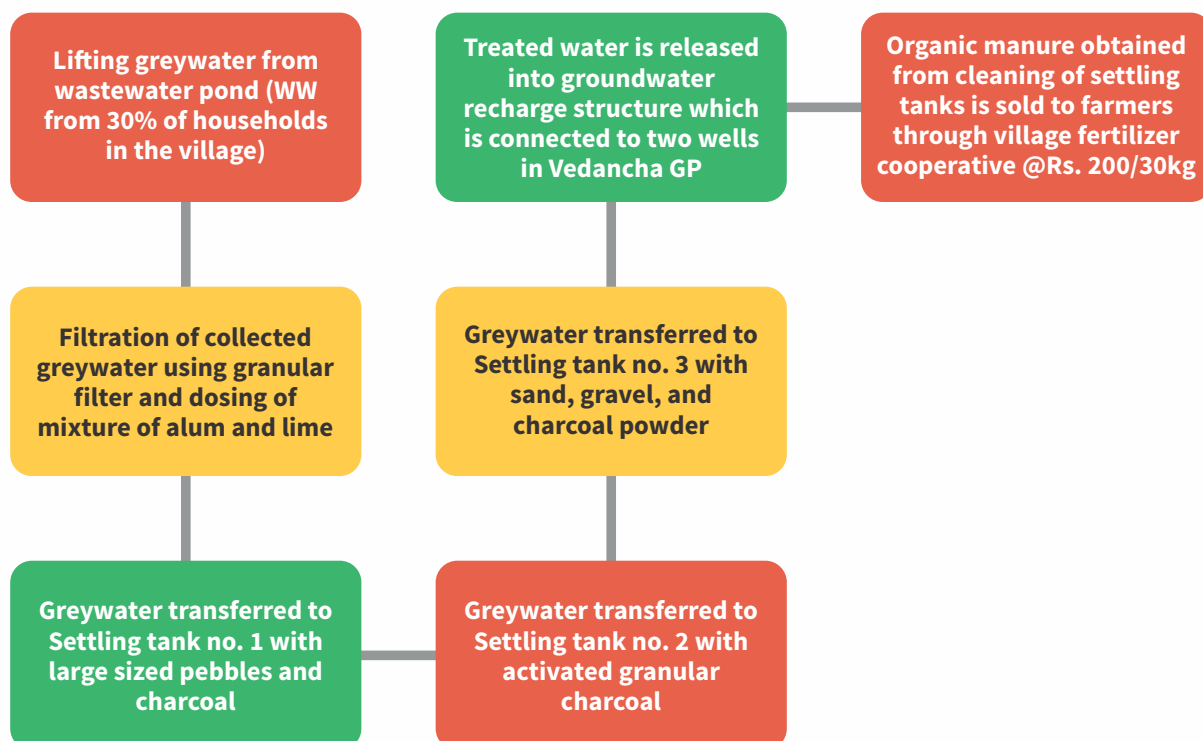 Lifting greywater from
wastewater pond (WW
from 30% of households
in the village)
Filtration of collected
greywater using granular
filter and dosing of
mixture of alum and lime
Greywater transferred to
Settling tank no. 1 with
large sized pebbles and
charcoal
Greywater transferred to
Settling tank no. 2 with
activated granular
charcoal
Greywater transferred to
Settling tank no. 3 with
sand, gravel, and
charcoal powder
Treated water is released
into groundwater
recharge structure which
is connected to two wells
in Vedancha GP
Organic manure obtained
from cleaning of settling
tanks is sold to farmers
through village fertilizer
cooperative @Rs. 200/30kg